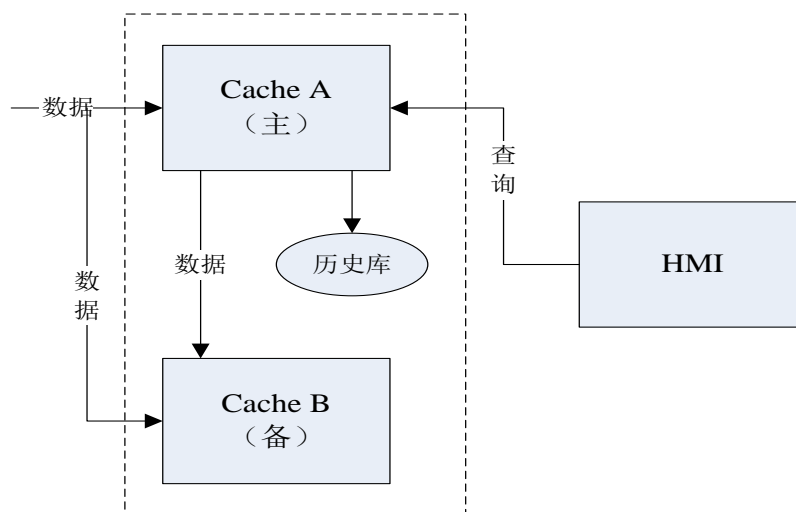 Cache A
（主）
数据
查
询
历史库
数据
数
据
HMI
Cache B
（备）